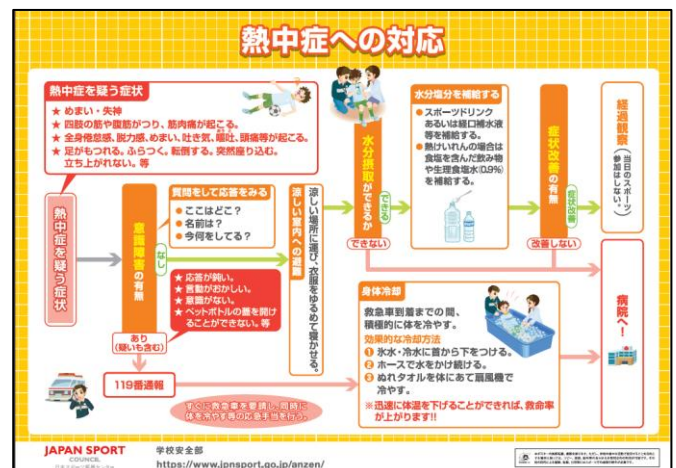 熱中症への対応
熱中症を疑う症状
★ めまい・失神
★ 四肢の筋や腹筋がつり、筋肉痛が起こる。
★ 全身倦怠感、脱力感、めまい、吐き気、嘔吐、頭痛等が起こる。
★ 足がもつれる。ふらつく。転倒する。突然座り込む。
立ち上がれない。等
熱中症を疑う症状
意識障害の有無
質問をして応答をみる
● ここはどこ?
● 名前は?
● 今何をしてる?
なし
★ 応答が鈍い。
★ 言動がおかしい。
★ 意識がない。
★ ペットボトルの蓋を開け
ることができない。等
あり
(疑いも含む)
119番通報
すぐに救急車を要請し、同時に
体を冷やす等の応急手当を行う。
涼しい室内への避難
涼しい場所に運び、衣服をゆるめて寝かせる。
水分摂取ができるか
できる
できない
水分塩分を補給する
● スポーツドリンク
あるいは経口補水液
等を補給する。
● 熱けいれんの場合は
食塩を含んだ飲み物
や生理食塩水(0.9%)
を補給する。
症状改善の有無
症状改善
改善しない
経過観察
(当日のスポーツ
参加はしない。)
病院へ!
身体冷却
救急車到着までの間、
積極的に体を冷やす。
効果的な冷却方法
1 氷水・冷水に首から下をつける。
2 ホースで水をかけ続ける。
3 ぬれタオルを体にあて扇風機で
冷やす。
※迅速に体温を下げることができれば、救命率
が上がります!!
JAPAN SPORT
COUNCIL
日本スポーツ振興センター
学校安全部
https://www.jpnsport.go.jp/anzen/